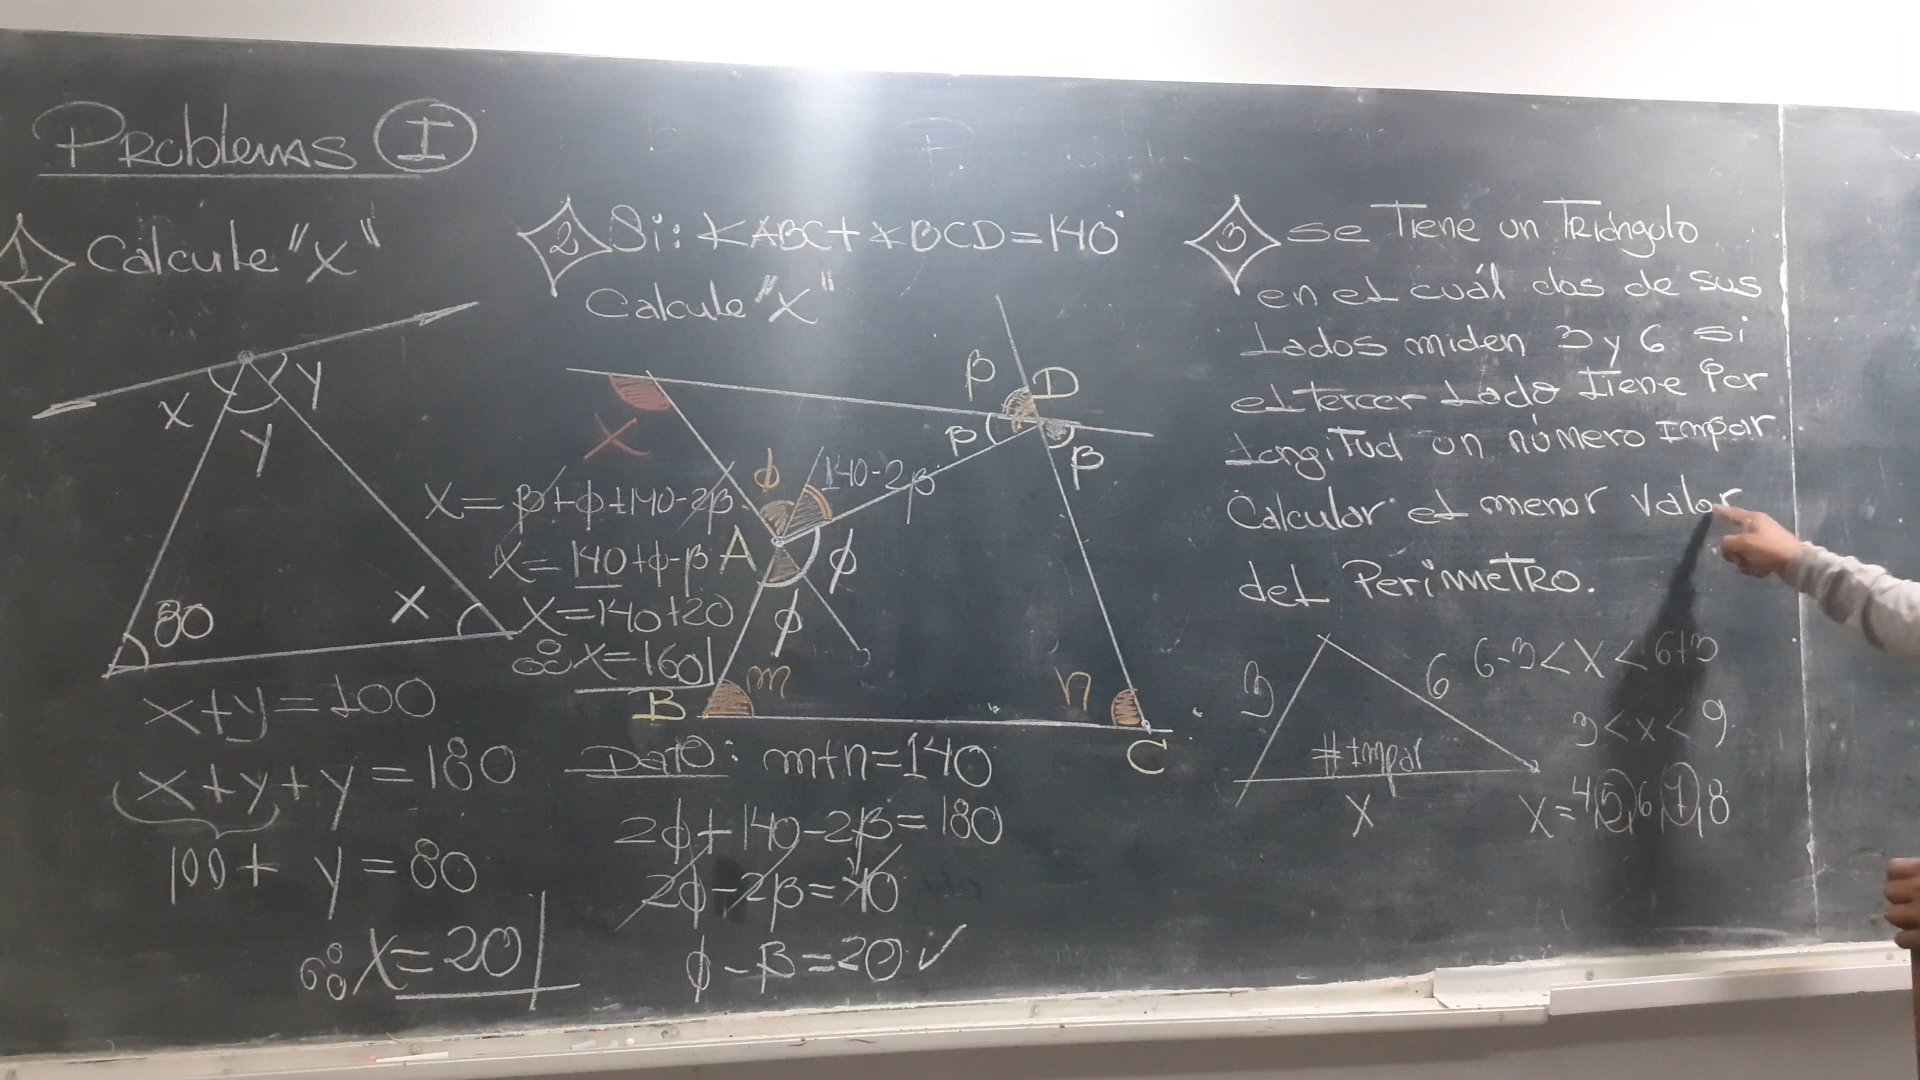 Problemas I
1 Calcule "x"
x
y
y
80
x
x+y=100
x+y+y=180
100+ y=80
∴ x=20
2 Si: ∢ABC+∢BCD=140°
Calcule "x"
β
D
β
β
x
ϕ
140-2β
x=β+ϕ+140-2β
x=140+ϕ-β
A
ϕ
x=140+20
ϕ
∴ x=160
B
m
n
C
Dato: m+n=140
2ϕ+140-2β=180
2ϕ-2β=40
ϕ-β=20 ✓
3 se Tiene un Triángulo
en el cuál dos de sus
Lados miden 3 y 6 si
el tercer Lado tiene Por
Longitud un número Impar
Calcular el menor Valor
del Perimetro.
3
6
6-3<x<6+3
3<x<9
#Impar
x
x=4,5,6,7,8